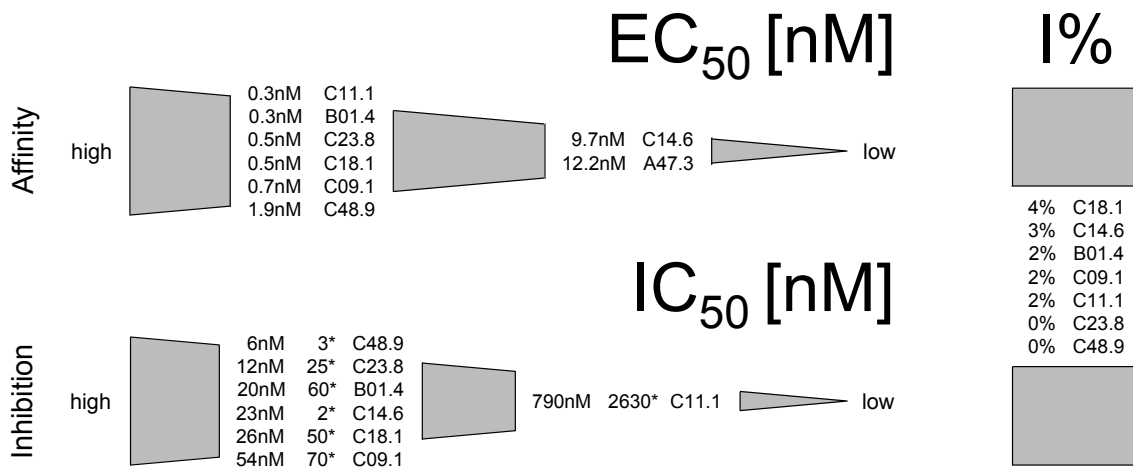 EC50 [nM]
I%
Affinity
high
0.3nM C11.1
0.3nM B01.4
0.5nM C23.8
0.5nM C18.1
0.7nM C09.1
1.9nM C48.9
9.7nM C14.6
12.2nM A47.3
low
4% C18.1
3% C14.6
2% B01.4
2% C09.1
2% C11.1
0% C23.8
0% C48.9
IC50 [nM]
Inhibition
high
6nM 3* C48.9
12nM 25* C23.8
20nM 60* B01.4
23nM 2* C14.6
26nM 50* C18.1
54nM 70* C09.1
790nM 2630* C11.1
low